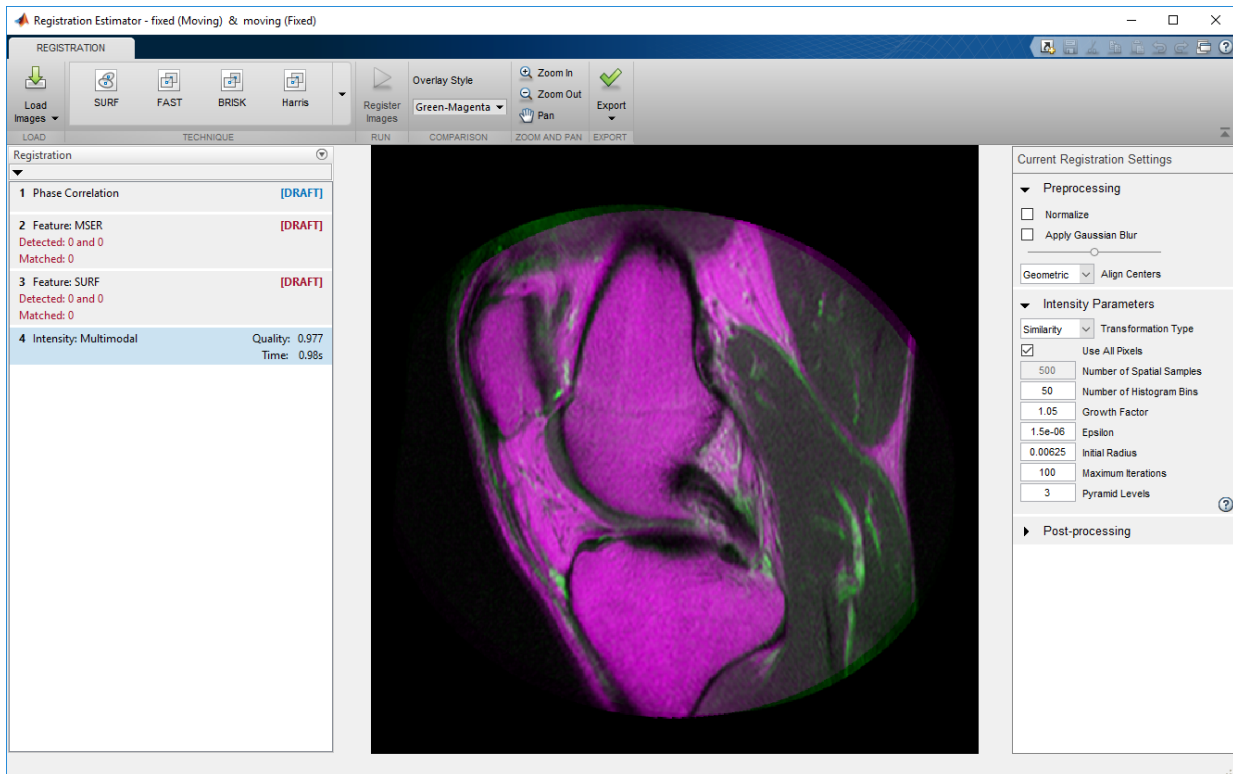 Registration Estimator - fixed (Moving) & moving (Fixed)
REGISTRATION
Load Images
SURF
FAST
BRISK
Harris
Register Images
Overlay Style
Green-Magenta
Zoom In
Zoom Out
Pan
Export
LOAD
TECHNIQUE
RUN
COMPARISON
ZOOM AND PAN
EXPORT
Registration
1 Phase Correlation [DRAFT]
2 Feature: MSER [DRAFT]
Detected: 0 and 0
Matched: 0
3 Feature: SURF [DRAFT]
Detected: 0 and 0
Matched: 0
4 Intensity: Multimodal Quality: 0.977
Time: 0.98s
Current Registration Settings
Preprocessing
Normalize
Apply Gaussian Blur
Geometric Align Centers
Intensity Parameters
Similarity Transformation Type
Use All Pixels
500 Number of Spatial Samples
50 Number of Histogram Bins
1.05 Growth Factor
1.5e-06 Epsilon
0.00625 Initial Radius
100 Maximum Iterations
3 Pyramid Levels
Post-processing